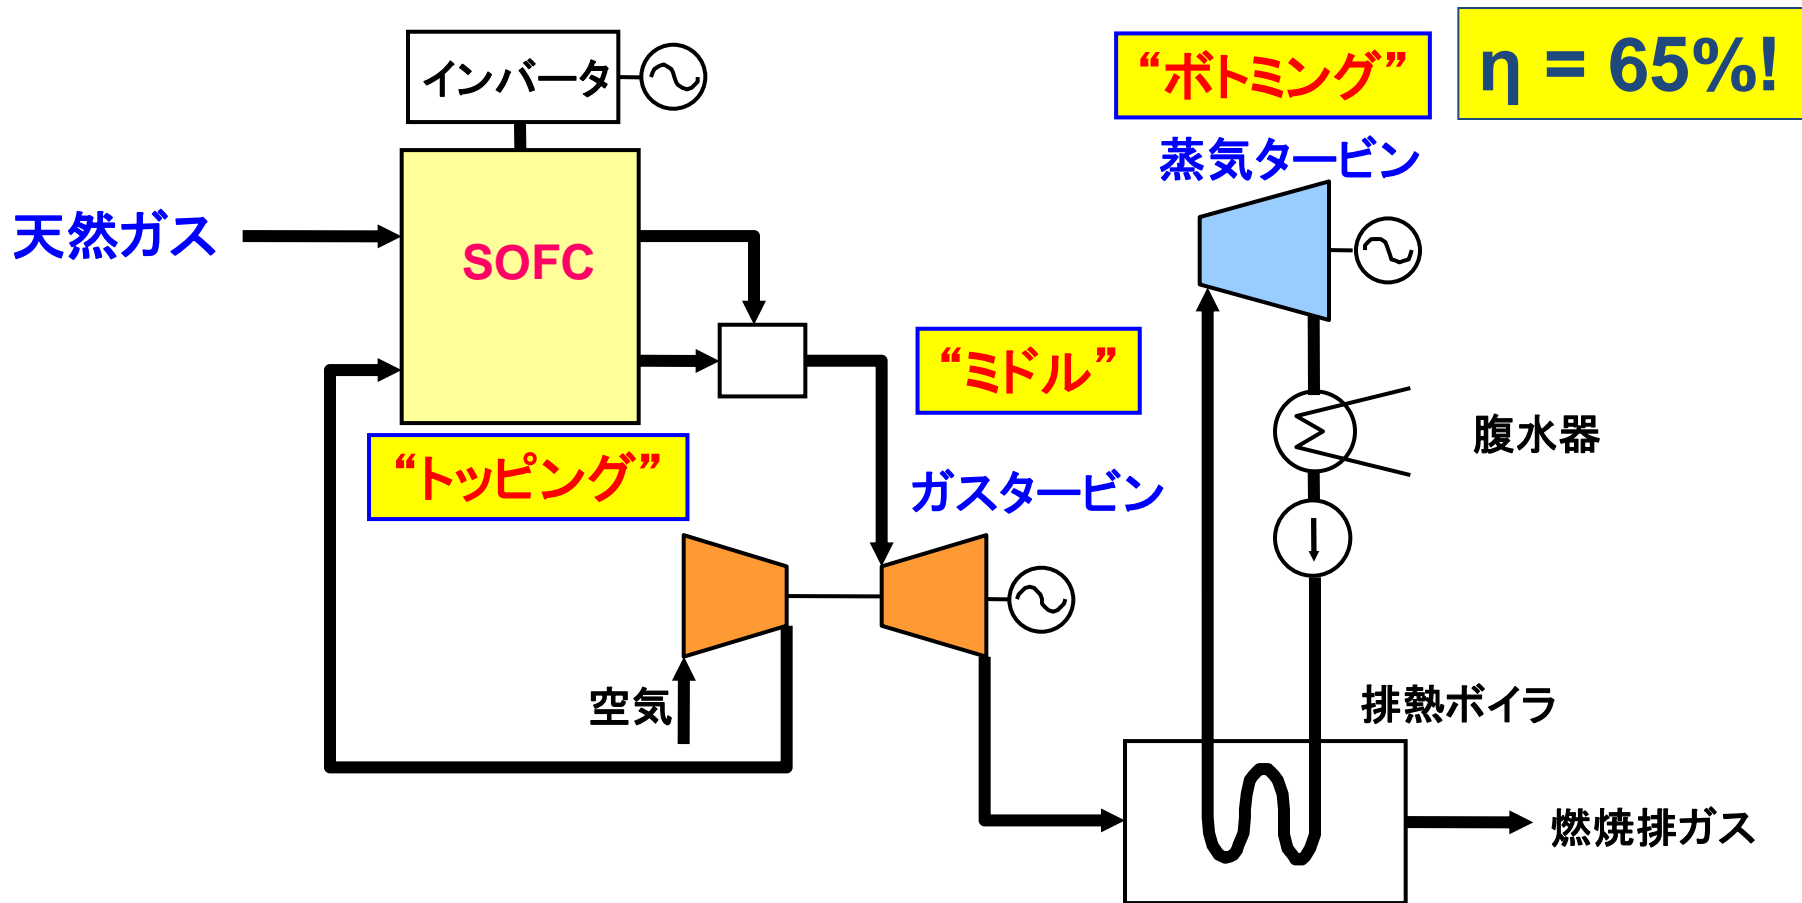 インバータ
“ボトミング”
η = 65%!
蒸気タービン
天然ガス
SOFC
“ミドル”
腹水器
“トッピング”
ガスタービン
空気
排熱ボイラ
燃焼排ガス